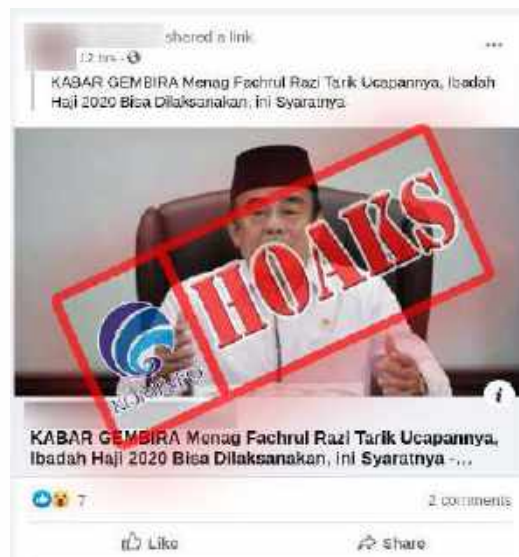 shared a link
12 hrs
KABAR GEMBIRA Menag Fachrul Razi Tarik Ucapannya, Ibadah
Haji 2020 Bisa Dilaksanakan, ini Syaratnya
HOAKS
KOMINFO
KABAR GEMBIRA Menag Fachrul Razi Tarik Ucapannya,
Ibadah Haji 2020 Bisa Dilaksanakan, ini Syaratnya -...
7
2 comments
Like
Share